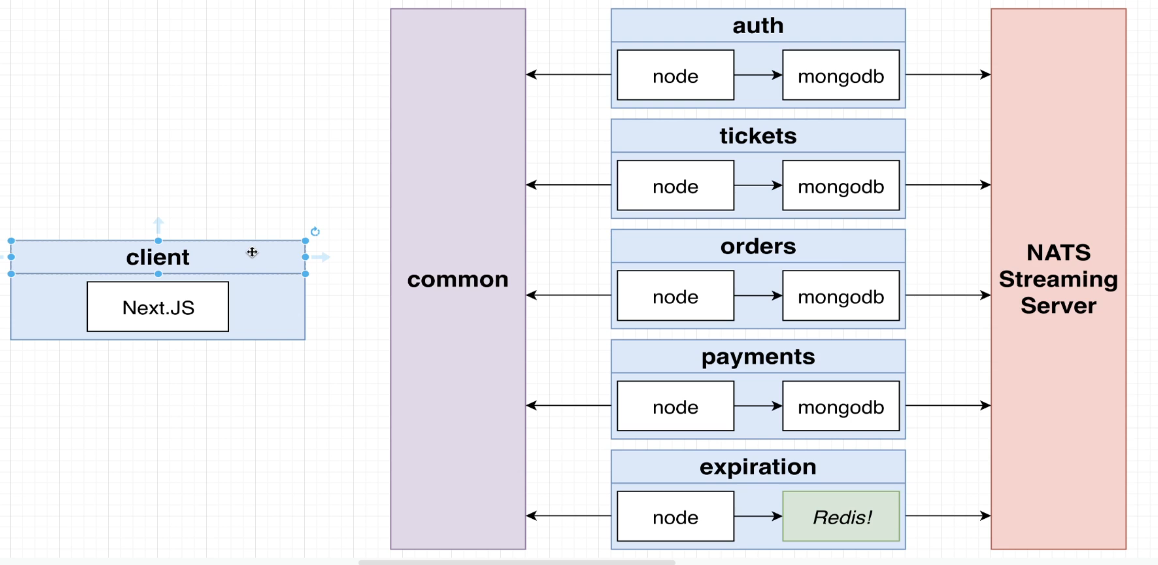 auth
node
mongodb
tickets
node
mongodb
client
Next.JS
common
orders
node
mongodb
NATS
Streaming
Server
payments
node
mongodb
expiration
node
Redis!